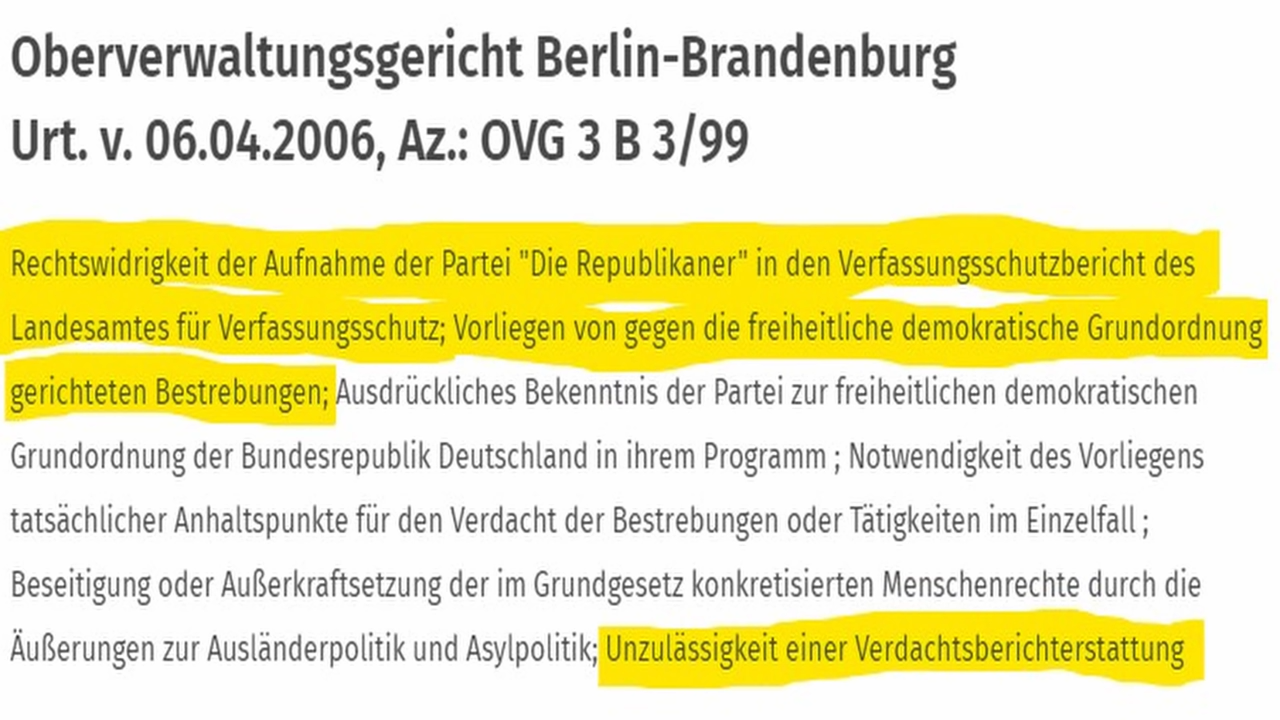 Oberverwaltungsgericht Berlin-Brandenburg
Urt. v. 06.04.2006, Az.: OVG 3 B 3/99
Rechtswidrigkeit der Aufnahme der Partei "Die Republikaner" in den Verfassungsschutzbericht des
Landesamtes für Verfassungsschutz; Vorliegen von gegen die freiheitliche demokratische Grundordnung
gerichteten Bestrebungen; Ausdrückliches Bekenntnis der Partei zur freiheitlichen demokratischen
Grundordnung der Bundesrepublik Deutschland in ihrem Programm ; Notwendigkeit des Vorliegens
tatsächlicher Anhaltspunkte für den Verdacht der Bestrebungen oder Tätigkeiten im Einzelfall ;
Beseitigung oder Außerkraftsetzung der im Grundgesetz konkretisierten Menschenrechte durch die
Äußerungen zur Ausländerpolitik und Asylpolitik; Unzulässigkeit einer Verdachtsberichterstattung